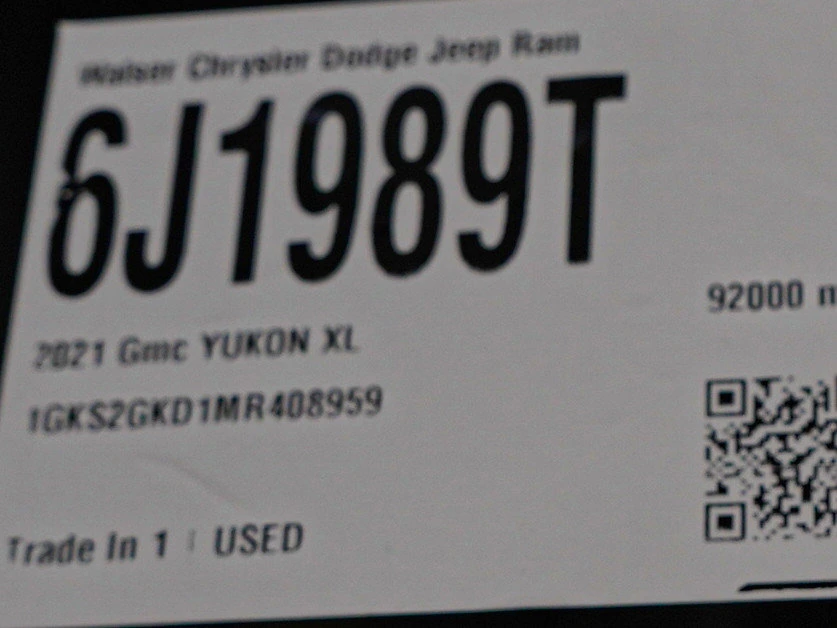 Walser Chrysler Dodge Jeep Ram
6J1989T
92000
2021 Gmc YUKON XL
1GKS2GKD1MR408959
Trade In 1 | USED